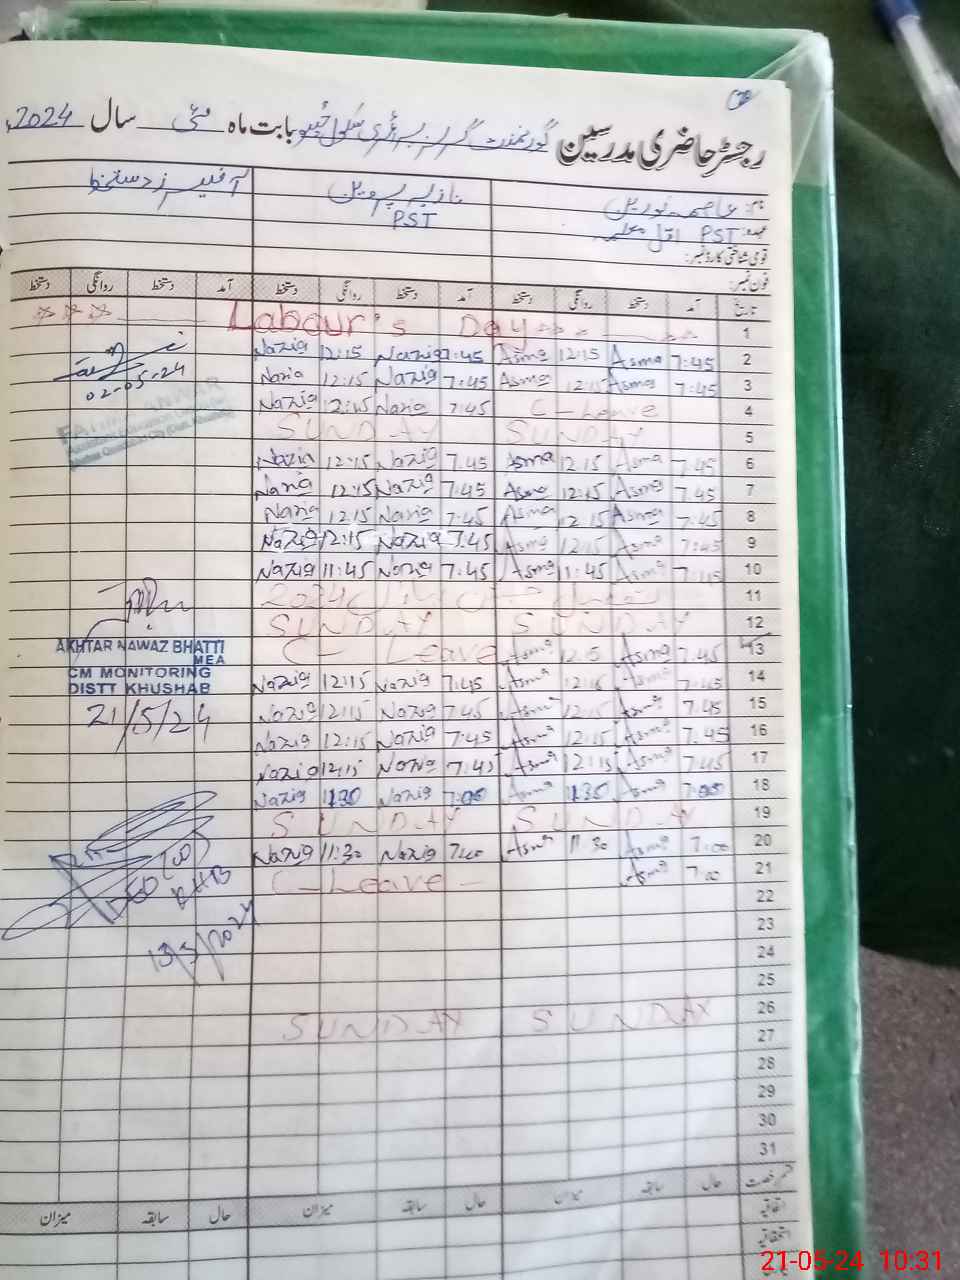 رجسٹر حاضری مدرسین گورنمنٹ گرلز پرائمری سکول بابت ماہ مئی سال 2024ء
نام: عاصمہ نورین نازیہ پروین آفیسرز دستخط
عہدہ: PST اول معلمہ PST
قومی شناختی کارڈ نمبر:
فون نمبر:
تاریخ آمد دستخط روانگی دستخط آمد دستخط روانگی دستخط آمد دستخط روانگی دستخط
Labour's Day 1
Nazia 12:15 Nazia 7:45 Asma 12:15 Asma 7:45 2
Nazia 12:15 Nazia 7:45 Asma 12:15 Asma 7:45 3
02-05-24
Nazia 12:15 Nazia 7:45 C-Leave 4
SUNDAY SUNDAY 5
Nazia 12:15 Nazia 7:45 Asma 12:15 Asma 7:45 6
Nazia 12:15 Nazia 7:45 Asma 12:15 Asma 7:45 7
Nazia 12:15 Nazia 7:45 Asma 12:15 Asma 7:45 8
Nazia 12:15 Nazia 7:45 Asma 12:15 Asma 7:45 9
Nazia 11:45 Nazia 7:45 Asma 11:45 Asma 7:45 10
2024 11
SUNDAY SUNDAY 12
C- Leave Asma 12:15 Asma 7:45 13
AKHTAR NAWAZ BHATTI
MEA
CM MONITORING
DISTT KHUSHAB
21/5/24
Nazia 12:15 Nazia 7:45 Asma 12:15 Asma 7:45 14
Nazia 12:15 Nazia 7:45 Asma 12:15 Asma 7:45 15
Nazia 12:15 Nazia 7:45 Asma 12:15 Asma 7:45 16
Nazia 12:15 Nazia 7:45 Asma 12:15 Asma 7:45 17
Nazia 11:30 Nazia 7:00 Asma 11:30 Asma 7:00 18
SUNDAY SUNDAY 19
Nazia 11:30 Nazia 7:00 Asma 11:30 Asma 7:00 20
C-Leave - Asma 7:00 21
22
13/5/2024
23
24
25
SUNDAY SUNDAY 26
27
28
29
30
31
حال سابقہ میزان حال سابقہ میزان حال سابقہ میزان
اتفاقیہ
استحقاقیہ
21-05-24 10:31